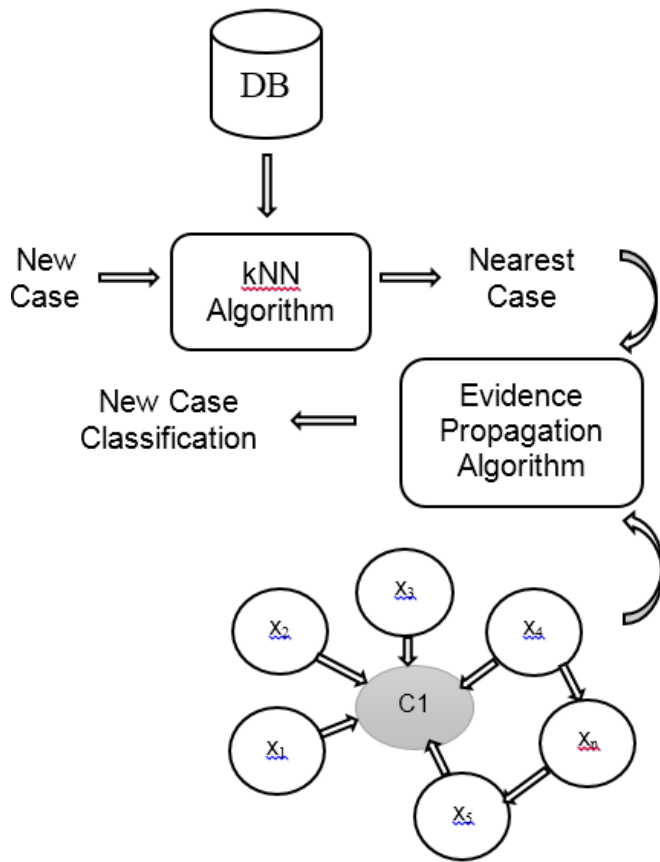 DB
New
Case
kNN
Algorithm
Nearest
Case
New Case
Classification
Evidence
Propagation
Algorithm
X3
X2
X4
C1
X1
Xn
X5